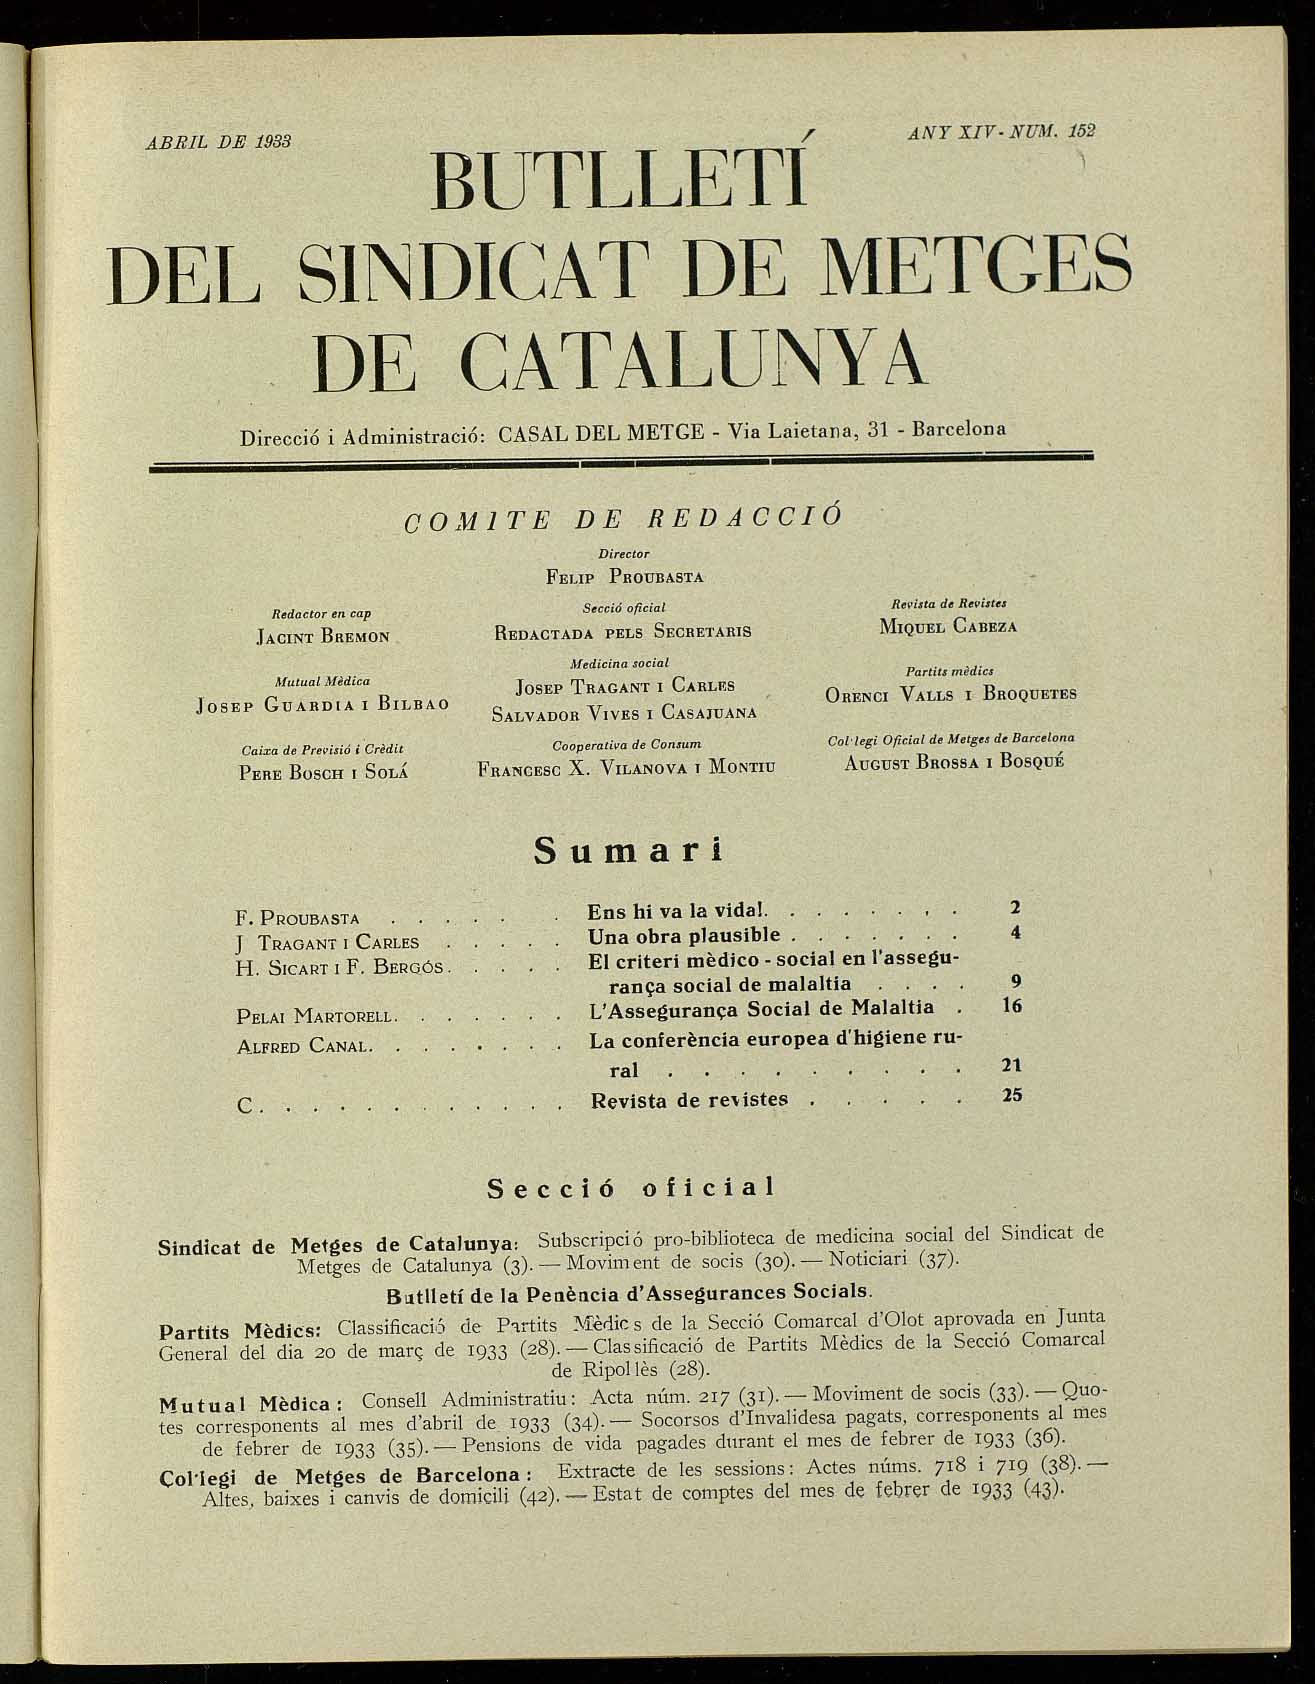 ABRIL DE 1933
ANY XIV - NUM. 152
BUTLLETÍ
DEL SINDICAT DE METGES
DE CATALUNYA
Direcció i Administració: CASAL DEL METGE - Via Laietana, 31 - Barcelona
COMITE DE REDACCIÓ
Director
FELIP PROUBASTA
Redactor en cap
JACINT BREMON
Secció oficial
REDACTADA PELS SECRETARIS
Revista de Revistes
MIQUEL CABEZA
Mutual Mèdica
JOSEP GUARDIA I BILBAO
Medicina social
JOSEP TRAGANT I CARLES
SALVADOR VIVES I CASAJUANA
Partits mèdics
ORENCI VALLS I BROQUETES
Caixa de Previsió i Crèdit
PERE BOSCH I SOLÁ
Cooperativa de Consum
FRANCESC X. VILANOVA I MONTIU
Col·legi Oficial de Metges de Barcelona
AUGUST BROSSA I BOSQUÉ
Sumari
F. PROUBASTA . . . . . . Ens hi va la vida!. . . . . . . . 2
J TRAGANT I CARLES . . . . . Una obra plausible . . . . . . . 4
H. SICART I F. BERGÓS . . . . . El criteri mèdico - social en l'assegu-
rança social de malaltia . . . . 9
PELAI MARTORELL. . . . . . . L'Assegurança Social de Malaltia . 16
ALFRED CANAL. . . . . . . . La conferència europea d'higiene ru-
ral . . . . . . . . . 21
C. . . . . . . . . . . . Revista de revistes . . . . . . 25
Secció oficial
Sindicat de Metges de Catalunya: Subscripció pro-biblioteca de medicina social del Sindicat de
Metges de Catalunya (3). — Moviment de socis (30). — Noticiari (37).
Butlletí de la Penència d'Assegurances Socials.
Partits Mèdics: Classificació de Partits Mèdics de la Secció Comarcal d'Olot aprovada en Junta
General del dia 20 de març de 1933 (28). — Classificació de Partits Mèdics de la Secció Comarcal
de Ripollès (28).
Mutual Mèdica : Consell Administratiu : Acta núm. 217 (31). — Moviment de socis (33). — Quo-
tes corresponents al mes d'abril de 1933 (34). — Socorsos d'Invalidesa pagats, corresponents al mes
de febrer de 1933 (35). — Pensions de vida pagades durant el mes de febrer de 1933 (36).
Col·legi de Metges de Barcelona : Extracte de les sessions : Actes núms. 718 i 719 (38). —
Altes, baixes i canvis de domicili (42). — Estat de comptes del mes de febrer de 1933 (43).